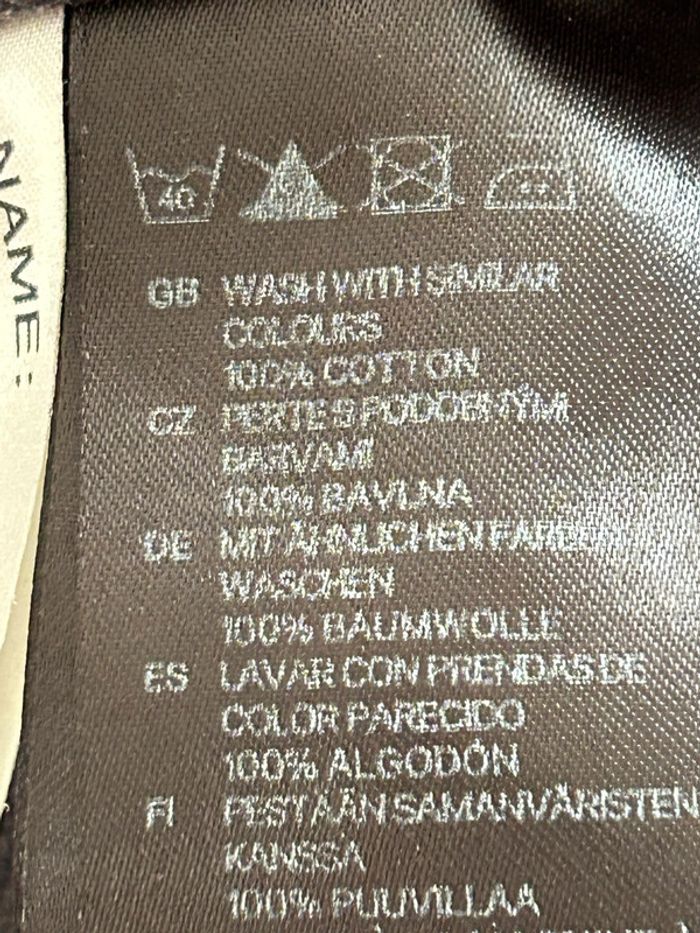 NAME:
40
GB WASH WITH SIMILAR
COLOURS
100% COTTON
CZ PERTE S PODOBNÝM
BARVAMI
100% BAVLNA
DE MIT ÄHNLICHEN FARBEN
WASCHEN
100% BAUMWOLLE
ES LAVAR CON PRENDAS DE
COLOR PARECIDO
100% ALGODÓN
FI PESTÄÄN SAMANVÄRISTEN
KANSSA
100% PUUVILLAA